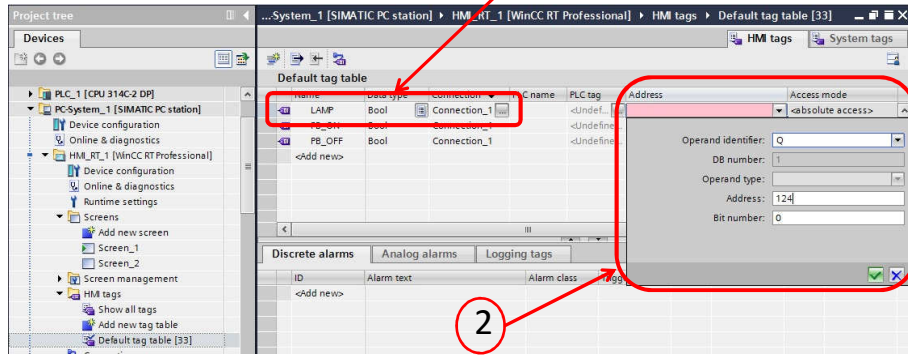 Project tree
...System_1 [SIMATIC PC station] ▸ HMI_RT_1 [WinCC RT Professional] ▸ HMI tags ▸ Default tag table [33]
Devices
HMI tags
System tags
Default tag table
Name Data type Connection PLC name PLC tag Address Access mode
LAMP Bool Connection_1 <Undef... <absolute access>
PB_ON Bool Connection_1 <Undefine...
PB_OFF Bool Connection_1 <Undefine...
<Add new>
Operand identifier: Q
DB number: 1
Operand type:
Address: 124
Bit number: 0
PLC_1 [CPU 314C-2 DP]
PC-System_1 [SIMATIC PC station]
Device configuration
Online & diagnostics
HMI_RT_1 [WinCC RT Professional]
Device configuration
Online & diagnostics
Runtime settings
Screens
Add new screen
Screen_1
Screen_2
Screen management
HMI tags
Show all tags
Add new tag table
Default tag table [33]
Discrete alarms
Analog alarms
Logging tags
ID Alarm text Alarm class
<Add new>
2